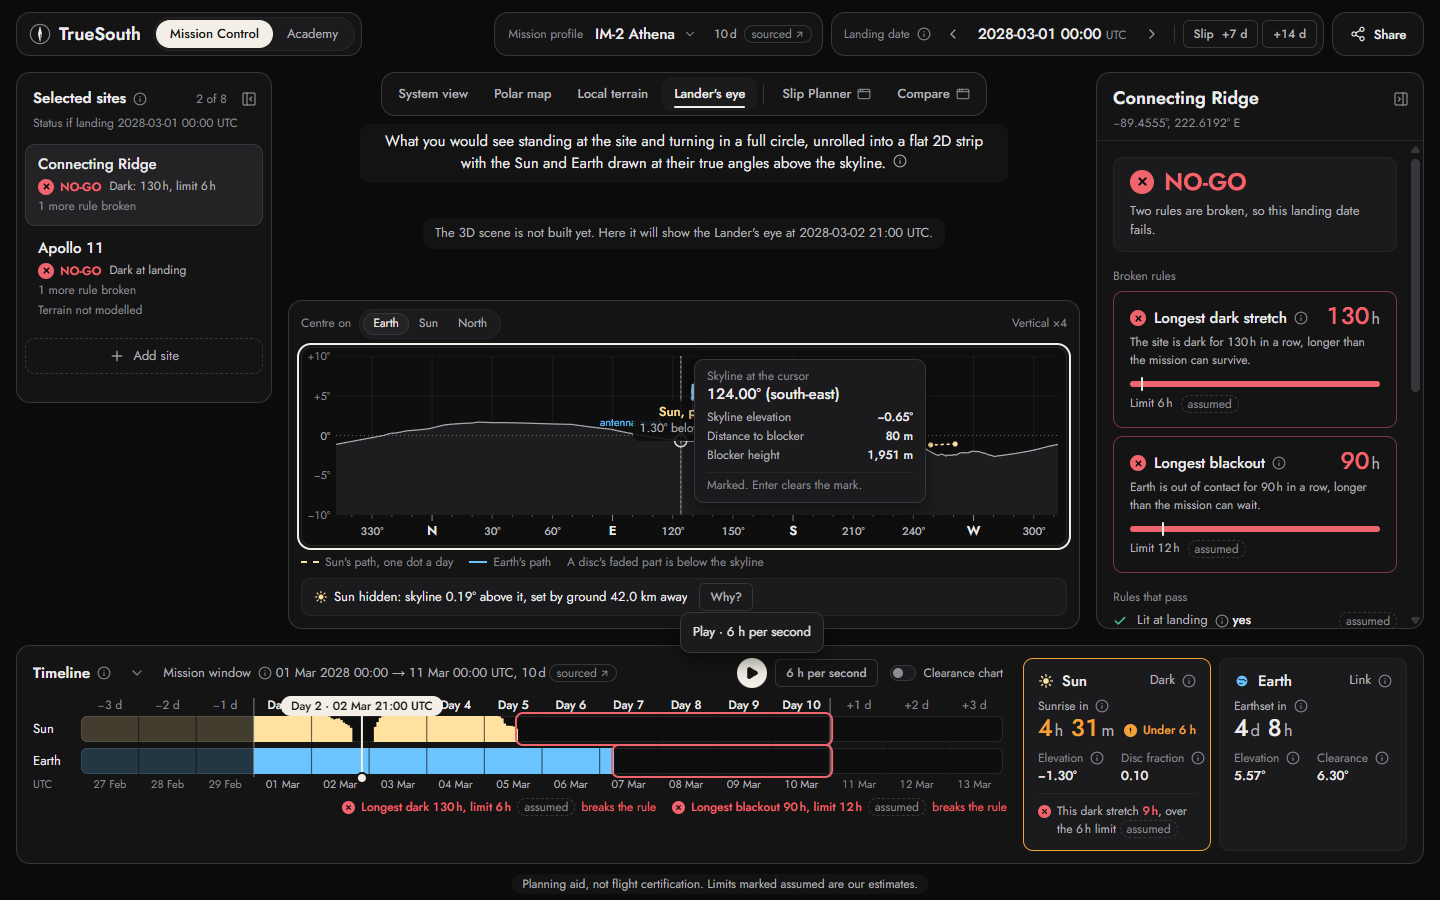 TrueSouth
Mission Control
Academy
Mission profile IM-2 Athena 10 d sourced ↗
Landing date 2028-03-01 00:00 UTC
Slip +7 d
+14 d
Share
Selected sites 2 of 8
Status if landing 2028-03-01 00:00 UTC
Connecting Ridge
NO-GO Dark: 130 h, limit 6 h
1 more rule broken
Apollo 11
NO-GO Dark at landing
1 more rule broken
Terrain not modelled
+ Add site
System view
Polar map
Local terrain
Lander's eye
Slip Planner
Compare
What you would see standing at the site and turning in a full circle, unrolled into a flat 2D strip
with the Sun and Earth drawn at their true angles above the skyline.
The 3D scene is not built yet. Here it will show the Lander's eye at 2028-03-02 21:00 UTC.
Centre on Earth Sun North
Vertical ×4
+10°
+5°
0°
−5°
−10°
antenna
Sun, p
1.30° belo
Skyline at the cursor
124.00° (south-east)
Skyline elevation −0.65°
Distance to blocker 80 m
Blocker height 1,951 m
Marked. Enter clears the mark.
330° N 30° 60° E 120° 150° S 210° 240° W 300°
Sun's path, one dot a day
Earth's path
A disc's faded part is below the skyline
Sun hidden: skyline 0.19° above it, set by ground 42.0 km away
Why?
Play · 6 h per second
Connecting Ridge
−89.4555°, 222.6192° E
NO-GO
Two rules are broken, so this landing date
fails.
Broken rules
Longest dark stretch 130 h
The site is dark for 130 h in a row, longer than
the mission can survive.
Limit 6 h assumed
Longest blackout 90 h
Earth is out of contact for 90 h in a row, longer
than the mission can wait.
Limit 12 h assumed
Rules that pass
Lit at landing yes assumed
Timeline
Mission window 01 Mar 2028 00:00 → 11 Mar 00:00 UTC, 10 d sourced ↗
6 h per second
Clearance chart
−3 d −2 d −1 d Da Day 2 · 02 Mar 21:00 UTC Day 4 Day 5 Day 6 Day 7 Day 8 Day 9 Day 10 +1 d +2 d +3 d
Sun
Earth
UTC 27 Feb 28 Feb 29 Feb 01 Mar 02 Mar 03 Mar 04 Mar 05 Mar 06 Mar 07 Mar 08 Mar 09 Mar 10 Mar 11 Mar 12 Mar 13 Mar
Longest dark 130 h, limit 6 h assumed breaks the rule
Longest blackout 90 h, limit 12 h assumed breaks the rule
Sun Dark
Sunrise in
4 h 31 m Under 6 h
Elevation Disc fraction
−1.30° 0.10
This dark stretch 9 h, over
the 6 h limit assumed
Earth Link
Earthset in
4 d 8 h
Elevation Clearance
5.57° 6.30°
Planning aid, not flight certification. Limits marked assumed are our estimates.